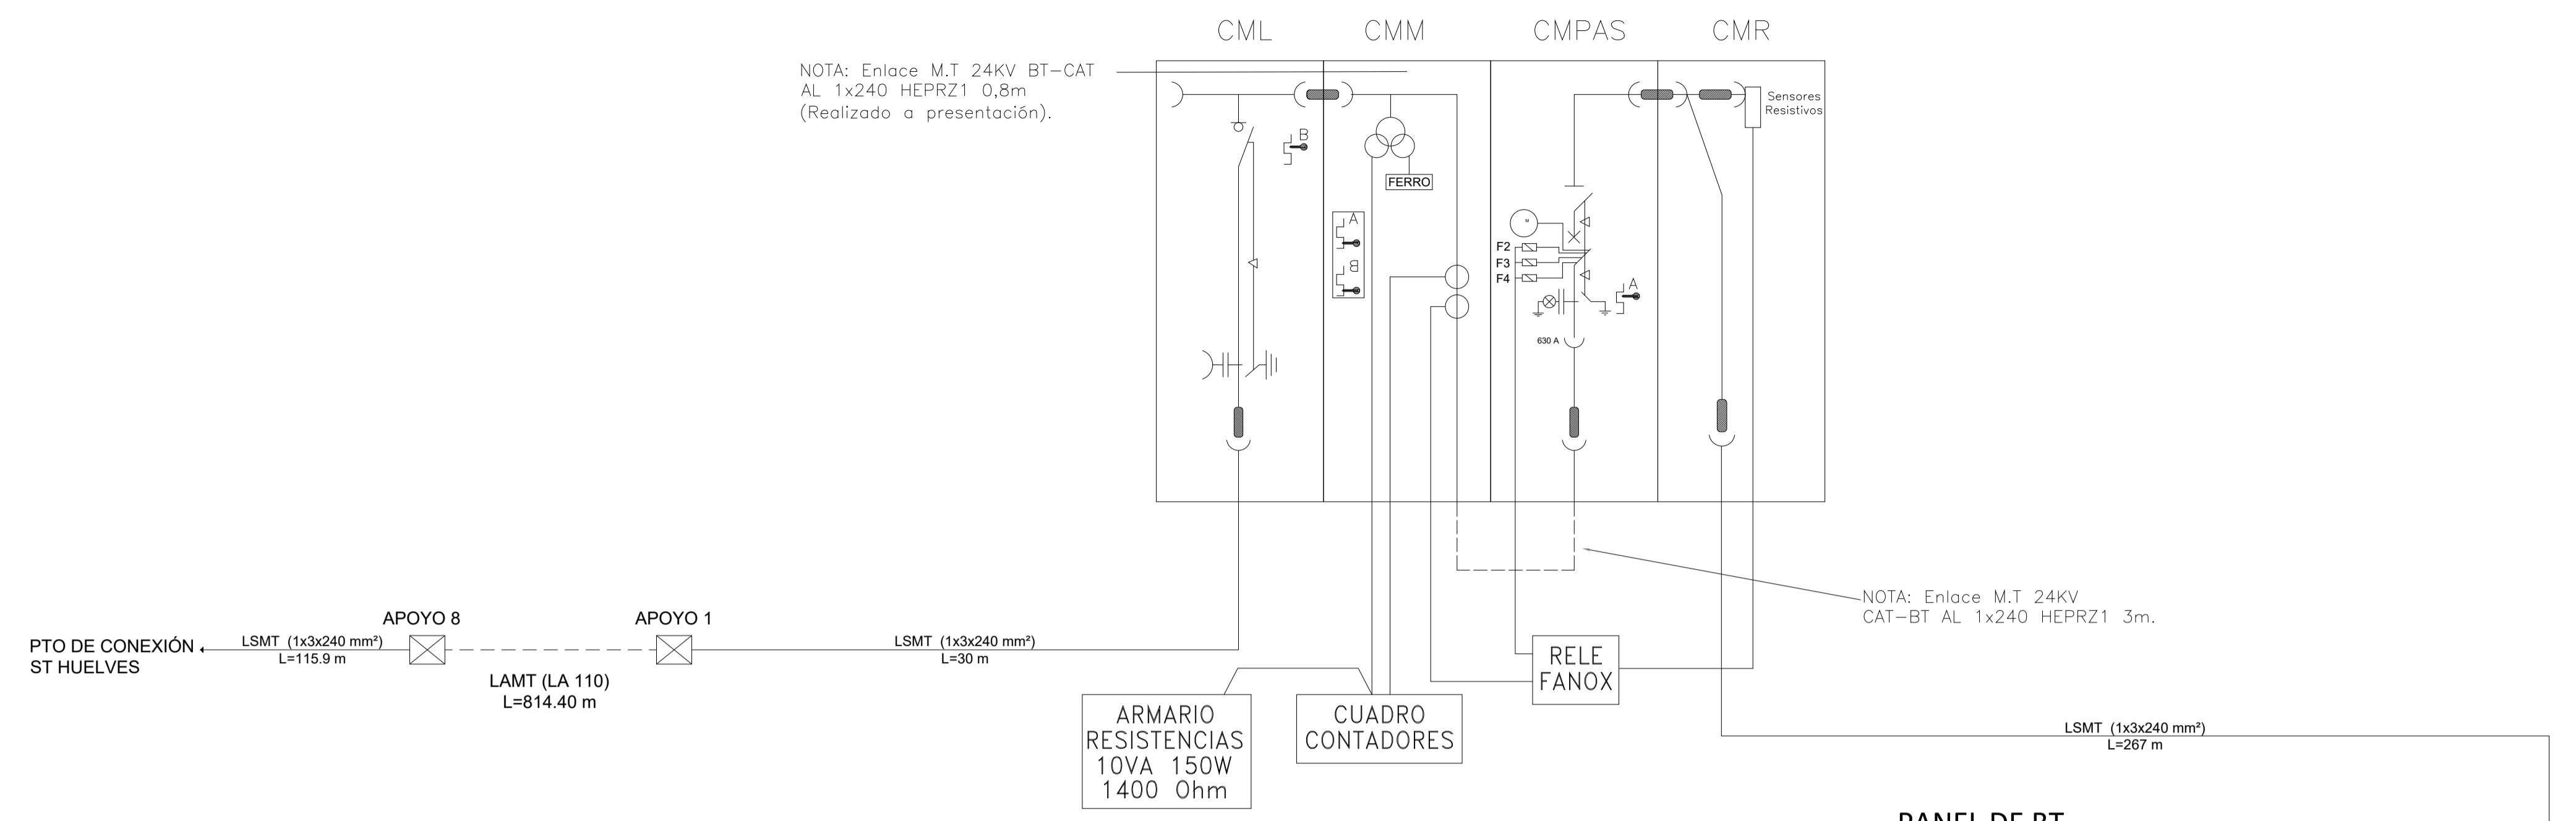 CML
CMM
CMPAS
CMR
NOTA: Enlace M.T 24KV BT-CAT
AL 1x240 HEPRZ1 0,8m
(Realizado a presentación).
Sensores
Resistivos
B
FERRO
A
B
M
F2
F3
F4
A
630 A
NOTA: Enlace M.T 24KV
CAT-BT AL 1x240 HEPRZ1 3m.
PTO DE CONEXIÓN
ST HUELVES
LSMT (1x3x240 mm²)
L=115.9 m
APOYO 8
LAMT (LA 110)
L=814.40 m
APOYO 1
LSMT (1x3x240 mm²)
L=30 m
RELE
FANOX
ARMARIO
RESISTENCIAS
10VA 150W
1400 Ohm
CUADRO
CONTADORES
LSMT (1x3x240 mm²)
L=267 m
PANEL DE BT